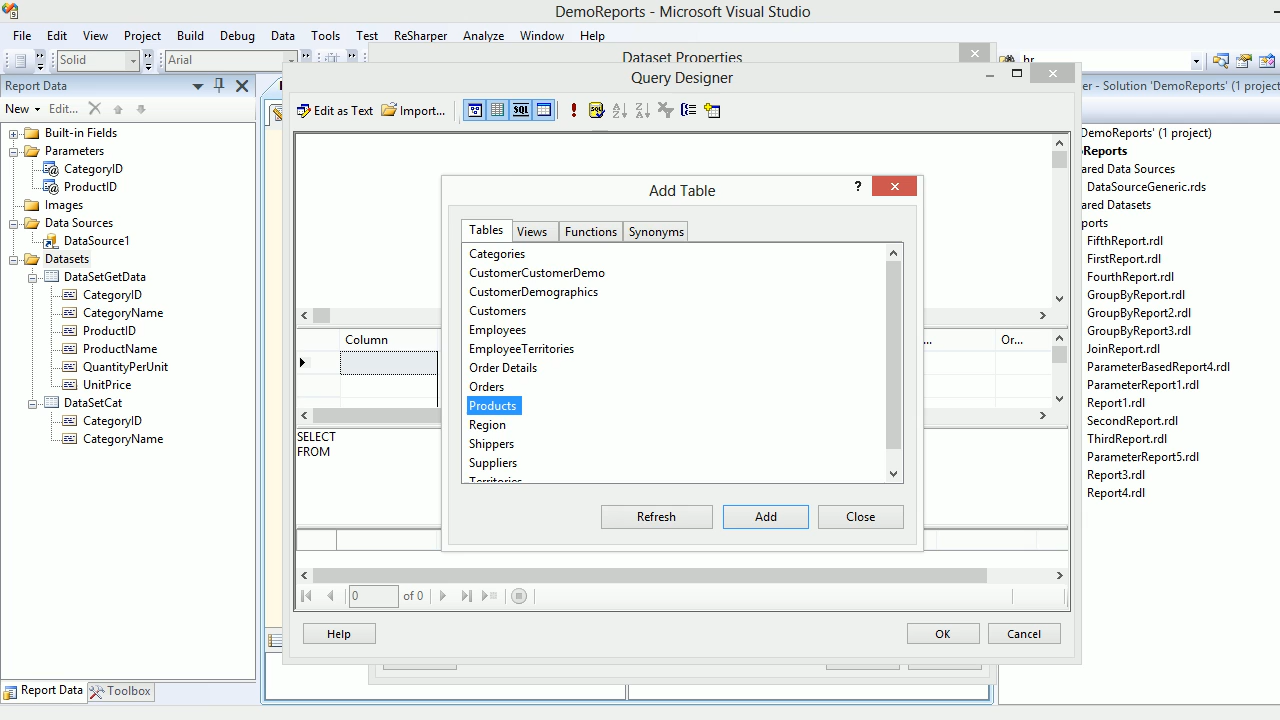 DemoReports - Microsoft Visual Studio
File Edit View Project Build Debug Data Tools Test ReSharper Analyze Window Help
Solid Arial
Report Data
New Edit...
Built-in Fields
Parameters
CategoryID
ProductID
Images
Data Sources
DataSource1
Datasets
DataSetGetData
CategoryID
CategoryName
ProductID
ProductName
QuantityPerUnit
UnitPrice
DataSetCat
CategoryID
CategoryName
Report Data Toolbox
Dataset Properties
Query Designer
Edit as Text Import... SQL
Column Or...
SELECT
FROM
0 of 0
Help OK Cancel
Add Table
?
Tables Views Functions Synonyms
Categories
CustomerCustomerDemo
CustomerDemographics
Customers
Employees
EmployeeTerritories
Order Details
Orders
Products
Region
Shippers
Suppliers
Territories
Refresh Add Close
er - Solution 'DemoReports' (1 project
DemoReports' (1 project)
oReports
ared Data Sources
DataSourceGeneric.rds
ared Datasets
ports
FifthReport.rdl
FirstReport.rdl
FourthReport.rdl
GroupByReport.rdl
GroupByReport2.rdl
GroupByReport3.rdl
JoinReport.rdl
ParameterBasedReport4.rdl
ParameterReport1.rdl
Report1.rdl
SecondReport.rdl
ThirdReport.rdl
ParameterReport5.rdl
Report3.rdl
Report4.rdl